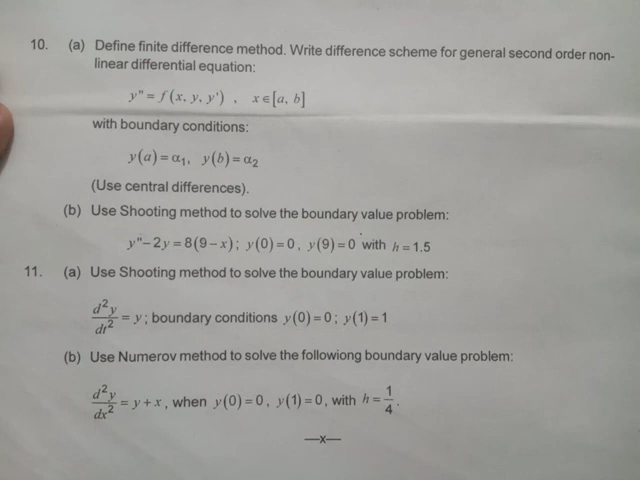 10. (a) Define finite difference method. Write difference scheme for general second order non-
linear differential equation:
y" = f(x, y, y') , x∈[a, b]
with boundary conditions:
y(a) = α₁, y(b) = α₂
(Use central differences).
(b) Use Shooting method to solve the boundary value problem:
y"–2y = 8(9–x); y(0)=0, y(9)=0 with h = 1.5
11. (a) Use Shooting method to solve the boundary value problem:
d²y/dt² = y; boundary conditions y(0)=0; y(1)=1
(b) Use Numerov method to solve the followiong boundary value problem:
d²y/dx² = y+x, when y(0)=0, y(1)=0, with h = 1/4.
—x—